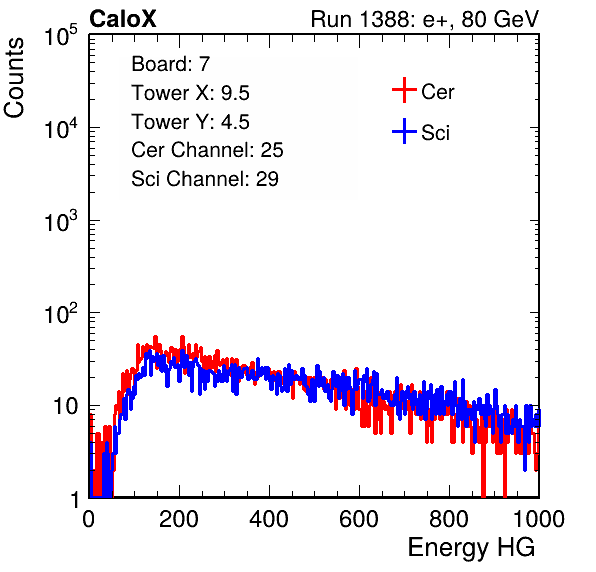 CaloX Run 1388: e+, 80 GeV
Board: 7
Tower X: 9.5
Tower Y: 4.5
Cer Channel: 25
Sci Channel: 29
Cer
Sci
Counts
10^5
10^4
10^3
10^2
10
1
0 200 400 600 800 1000
Energy HG